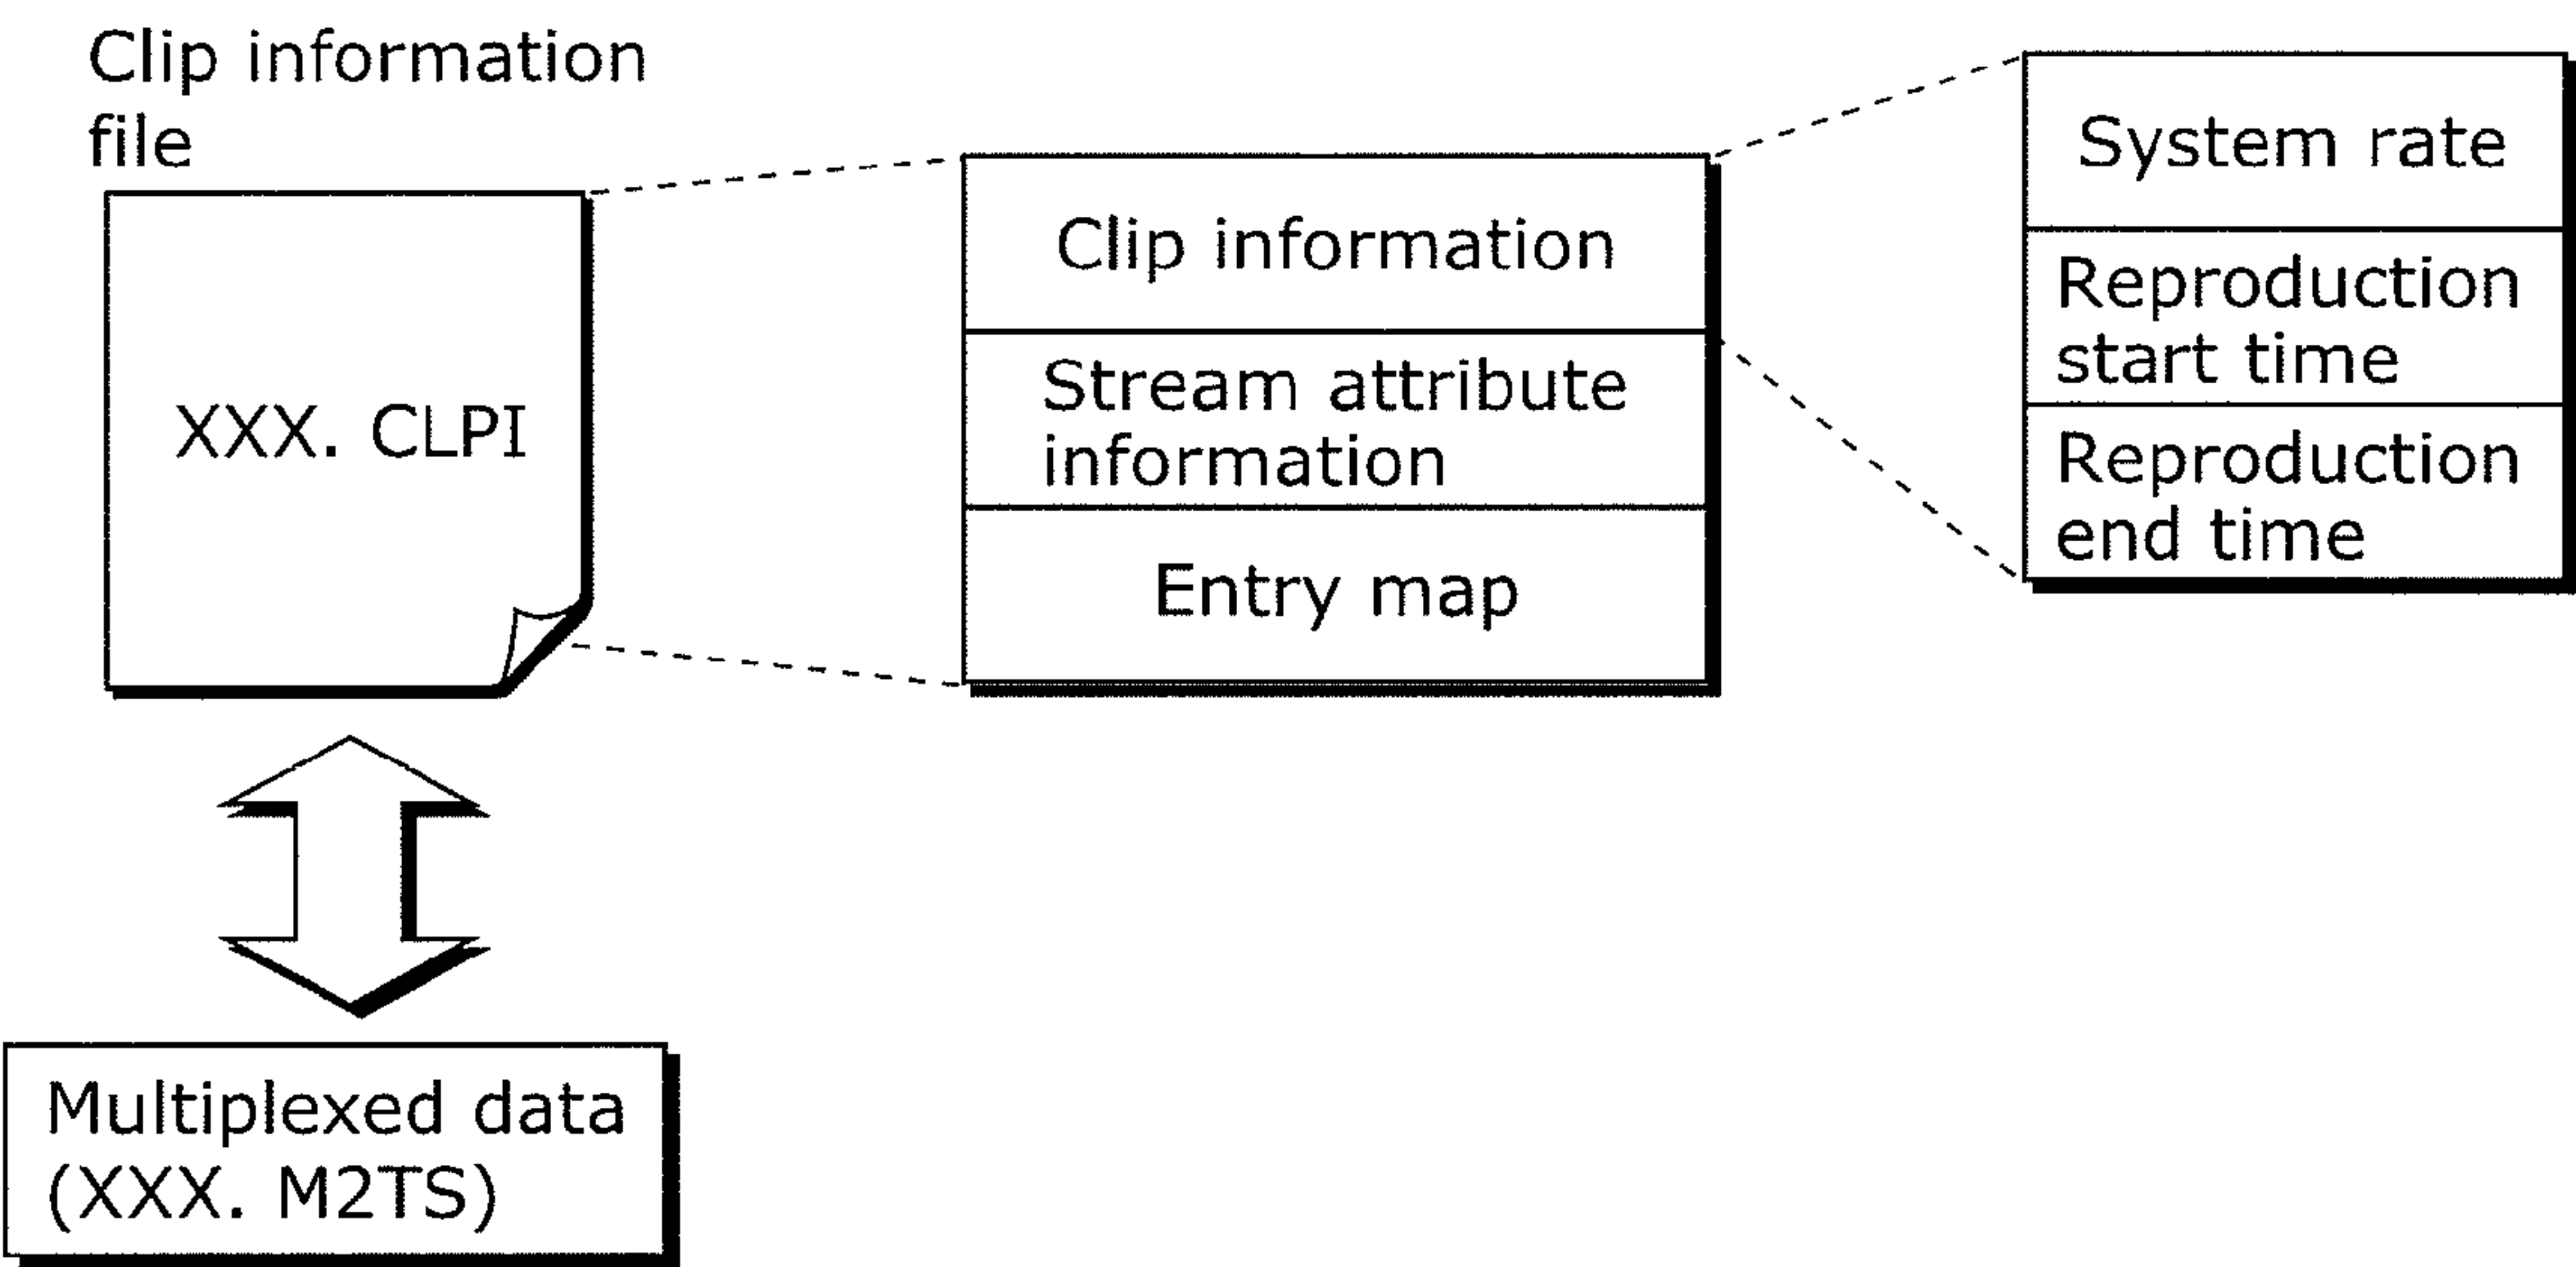 Clip information
file
XXX. CLPI
Multiplexed data
(XXX. M2TS)
Clip information
Stream attribute
information
Entry map
System rate
Reproduction
start time
Reproduction
end time